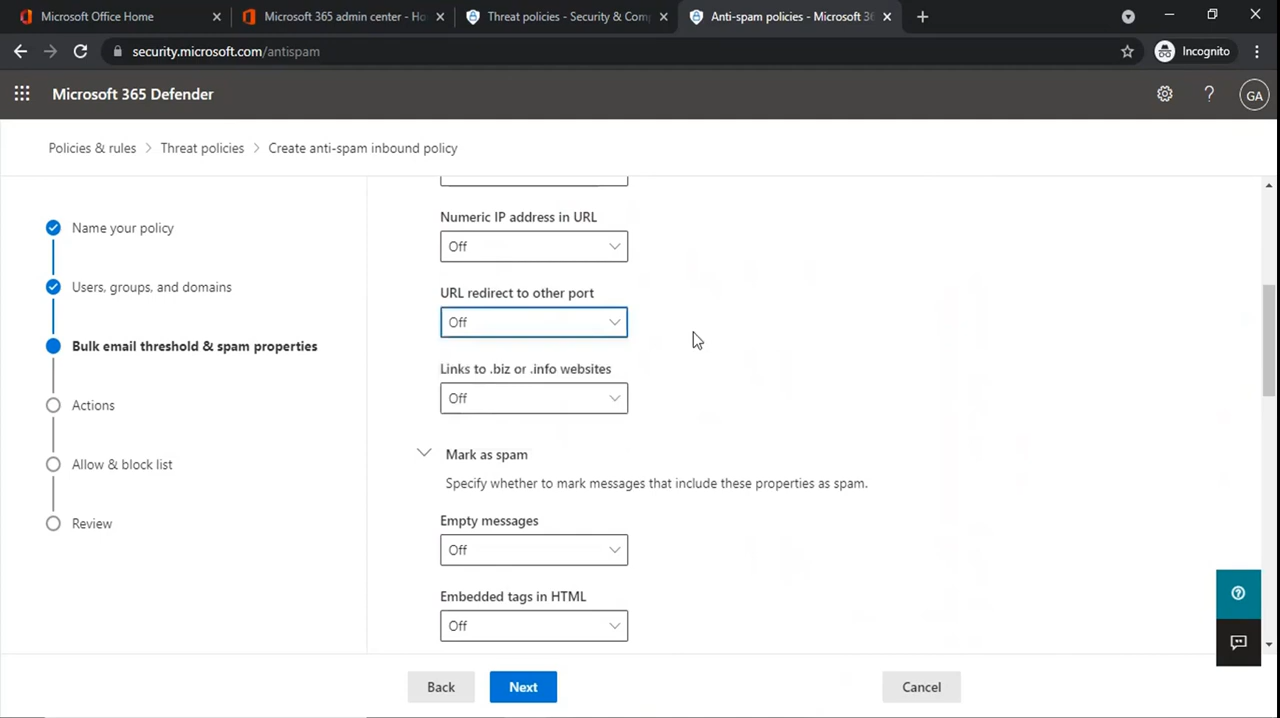 Microsoft Office Home
Microsoft 365 admin center - Ho
Threat policies - Security & Com
Anti-spam policies - Microsoft 36
security.microsoft.com/antispam
Incognito
Microsoft 365 Defender
GA
Policies & rules
Threat policies
Create anti-spam inbound policy
Name your policy
Users, groups, and domains
Bulk email threshold & spam properties
Actions
Allow & block list
Review
Numeric IP address in URL
Off
URL redirect to other port
Off
Links to .biz or .info websites
Off
Mark as spam
Specify whether to mark messages that include these properties as spam.
Empty messages
Off
Embedded tags in HTML
Off
Back
Next
Cancel